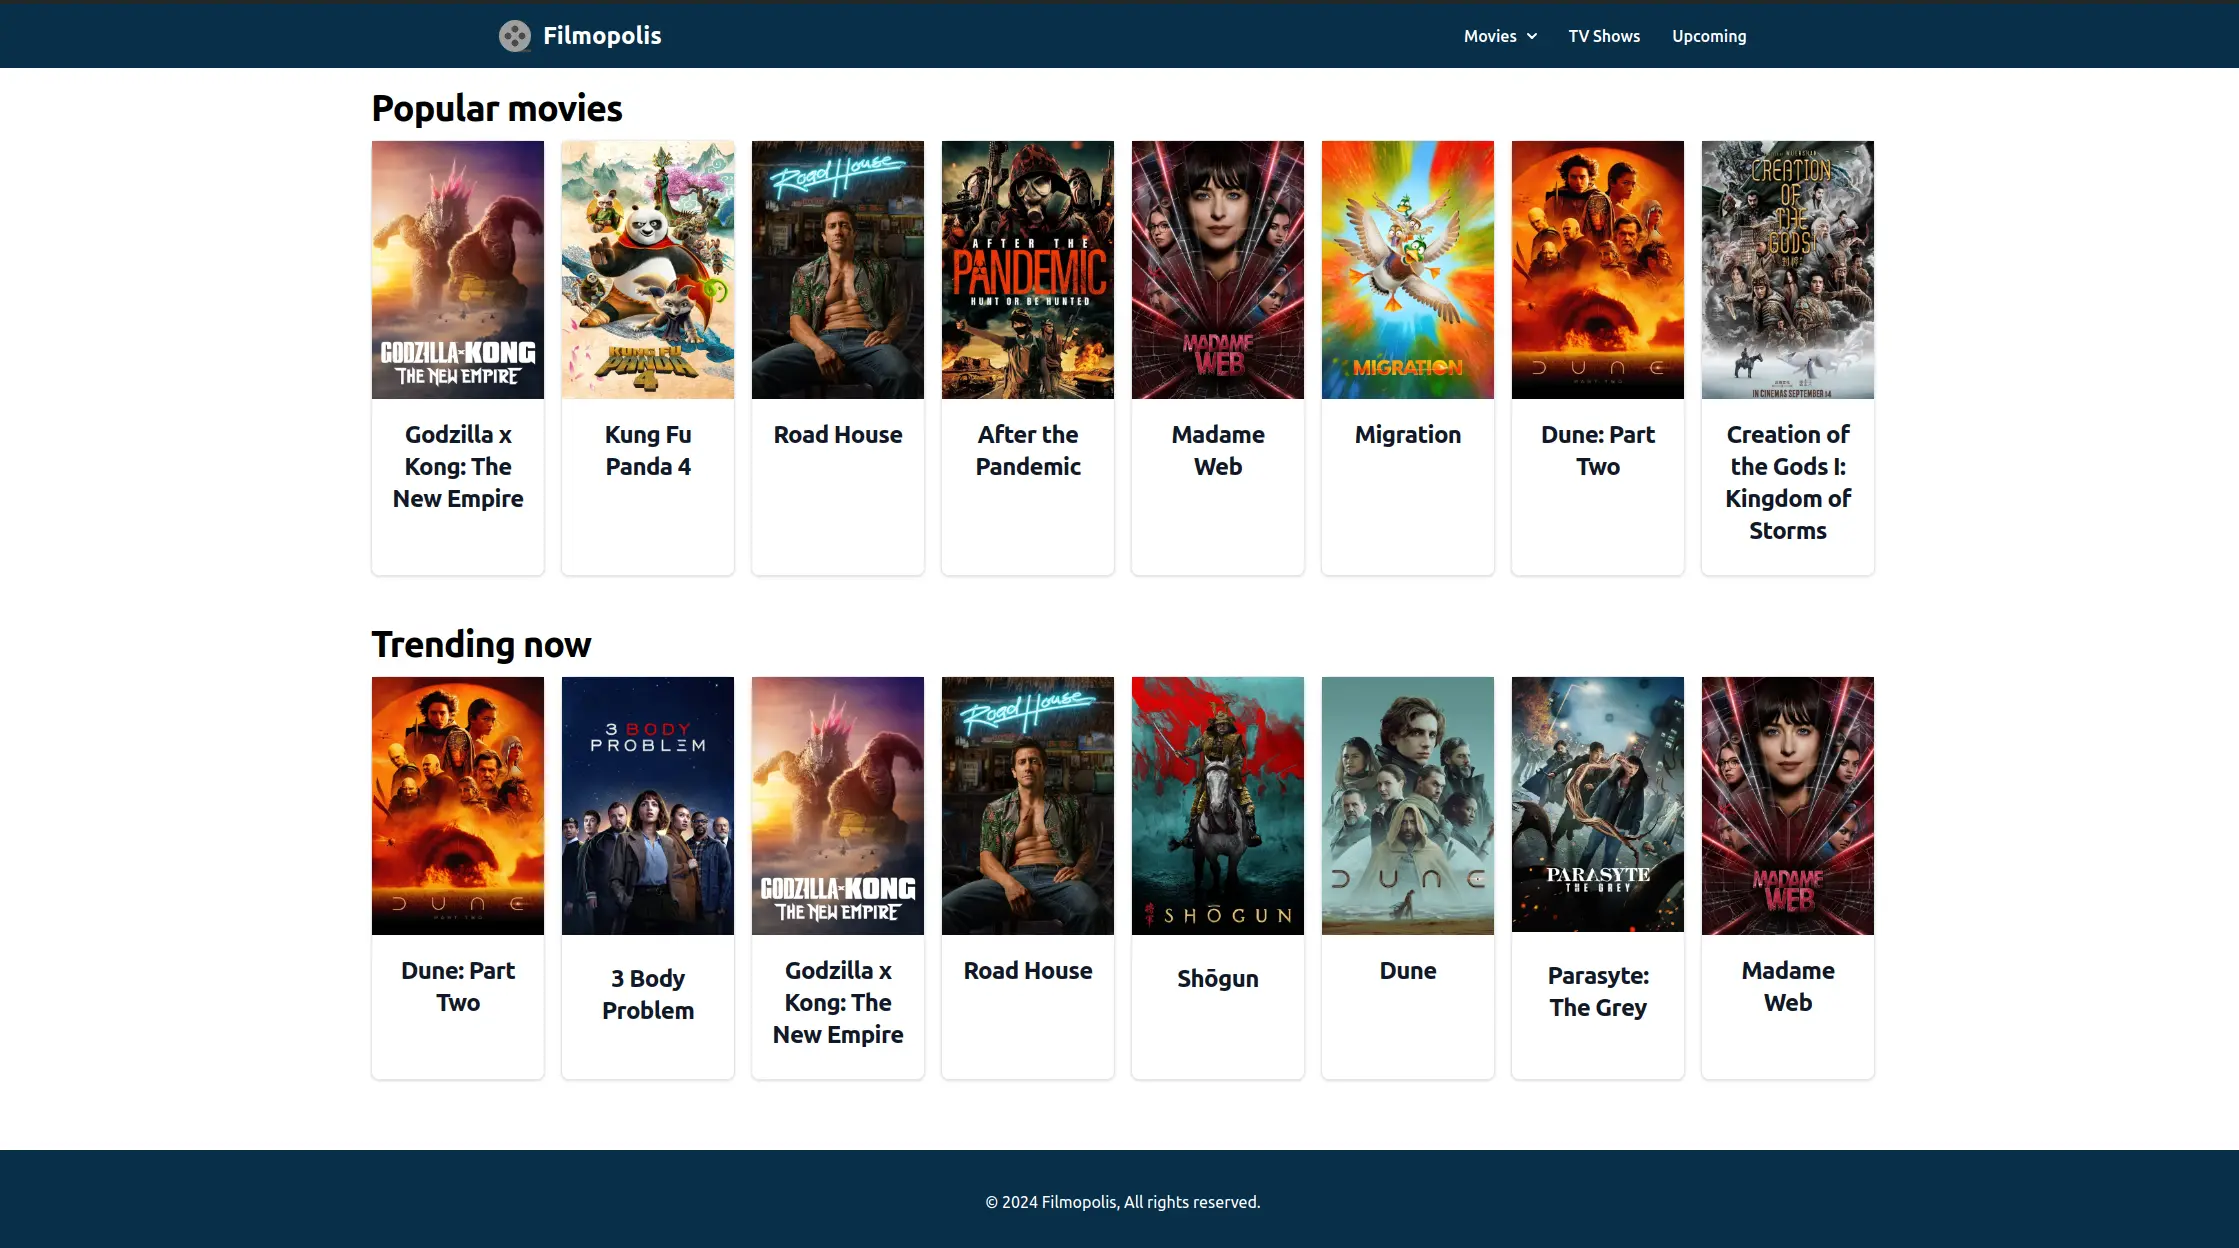 Filmopolis
Movies TV Shows Upcoming
Popular movies
GODZILLA x KONG
THE NEW EMPIRE
KUNG FU
PANDA
4
Road House
AFTER THE
PANDEMIC
HUNT OR BE HUNTED
MADAME
WEB
MIGRATION
DUNE
PART TWO
CREATION
OF
THE
GODS I
IN CINEMAS SEPTEMBER 14
Godzilla x
Kong: The
New Empire
Kung Fu
Panda 4
Road House
After the
Pandemic
Madame
Web
Migration
Dune: Part
Two
Creation of
the Gods I:
Kingdom of
Storms
Trending now
DUNE
PART TWO
3 BODY
PROBLEM
GODZILLA x KONG
THE NEW EMPIRE
Road House
SHŌGUN
DUNE
PARASYTE
THE GREY
MADAME
WEB
Dune: Part
Two
3 Body
Problem
Godzilla x
Kong: The
New Empire
Road House
Shōgun
Dune
Parasyte:
The Grey
Madame
Web
© 2024 Filmopolis, All rights reserved.